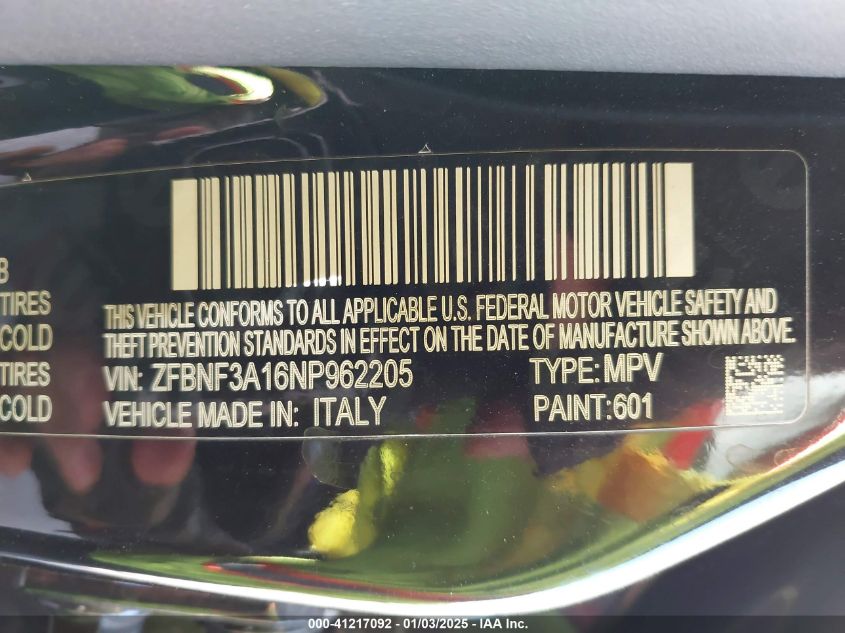 B
TIRES
COLD
TIRES
COLD
THIS VEHICLE CONFORMS TO ALL APPLICABLE U.S. FEDERAL MOTOR VEHICLE SAFETY AND
THEFT PREVENTION STANDARDS IN EFFECT ON THE DATE OF MANUFACTURE SHOWN ABOVE.
VIN: ZFBNF3A16NP962205 TYPE: MPV
VEHICLE MADE IN: ITALY PAINT:601
000-41217092 - 01/03/2025 - IAA Inc.